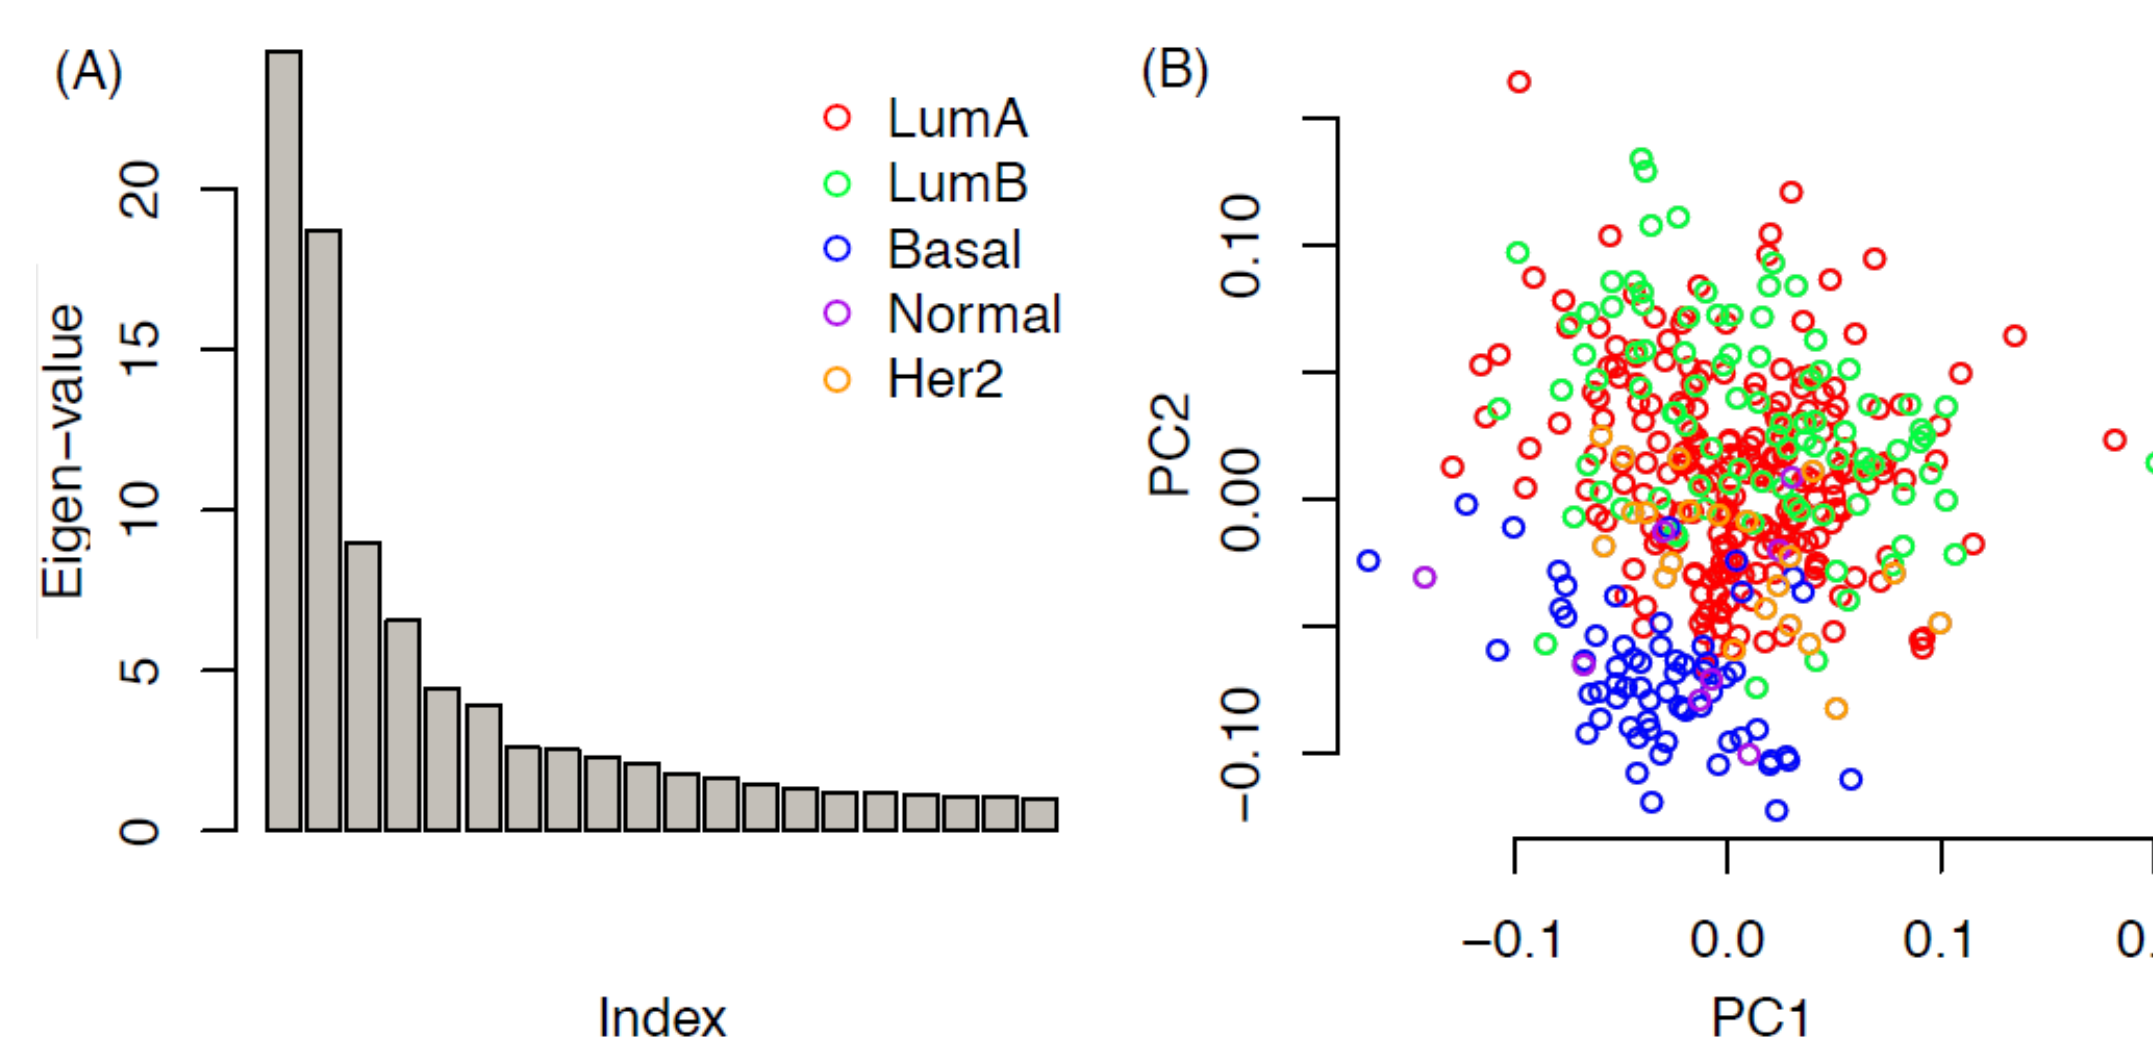 (A)
Eigen-value
20
15
10
5
0
LumA
LumB
Basal
Normal
Her2
Index
(B)
PC2
0.10
0.00
-0.10
-0.1
0.0
0.1
0.
PC1